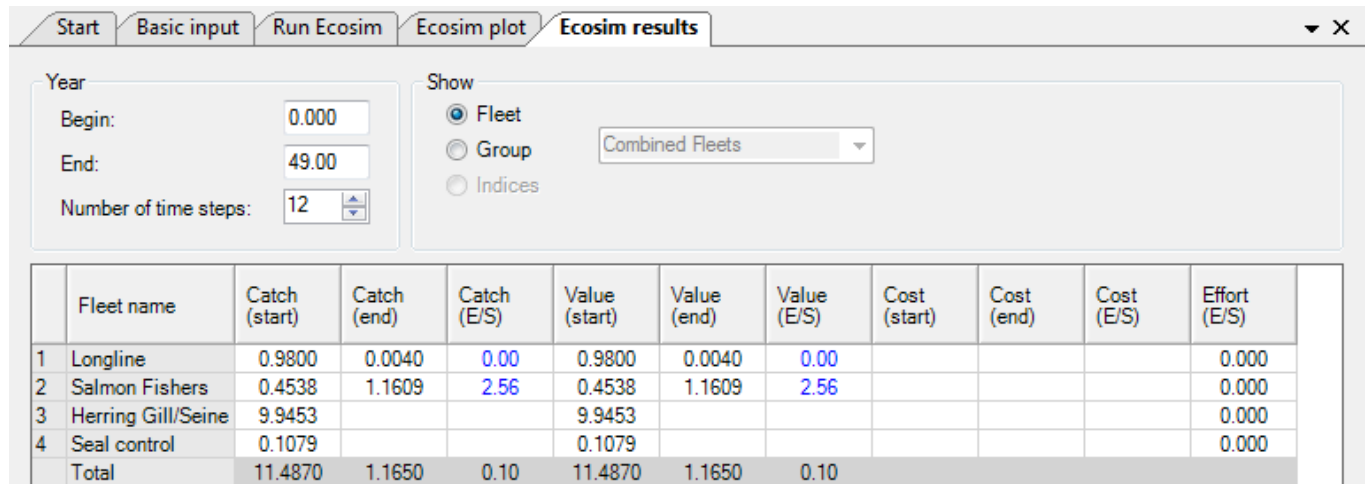 Start Basic input Run Ecosim Ecosim plot Ecosim results
Year
Begin: 0.000
End: 49.00
Number of time steps: 12
Show
Fleet
Group Combined Fleets
Indices
Fleet name Catch (start) Catch (end) Catch (E/S) Value (start) Value (end) Value (E/S) Cost (start) Cost (end) Cost (E/S) Effort (E/S)
1 Longline 0.9800 0.0040 0.00 0.9800 0.0040 0.00 0.000
2 Salmon Fishers 0.4538 1.1609 2.56 0.4538 1.1609 2.56 0.000
3 Herring Gill/Seine 9.9453 9.9453 0.000
4 Seal control 0.1079 0.1079 0.000
Total 11.4870 1.1650 0.10 11.4870 1.1650 0.10